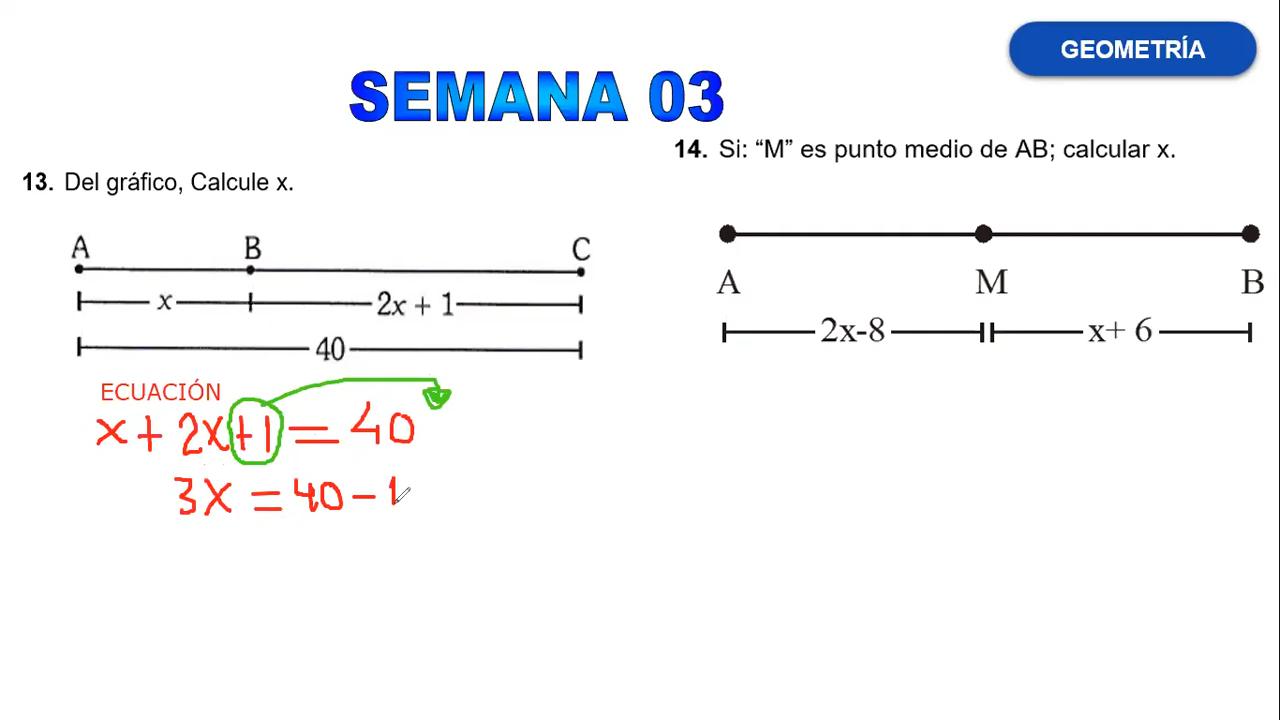 GEOMETRÍA
SEMANA 03
13. Del gráfico, Calcule x.
A B C
x 2x + 1
40
ECUACIÓN
x + 2x + 1 = 40
3x = 40 - 1
14. Si: “M” es punto medio de AB; calcular x.
A M B
2x-8 x+ 6